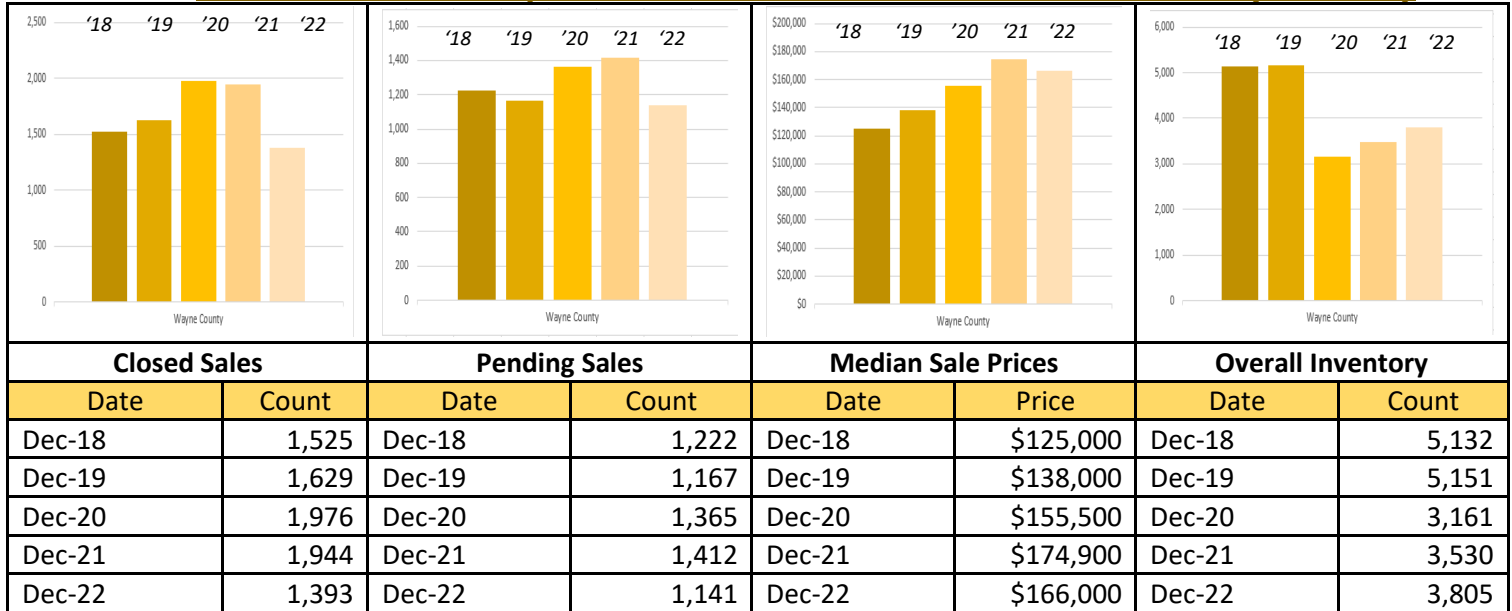 ‘18 ‘19 ’20 ‘21 ‘22
2,500
2,000
1,500
1,000
500
0
Wayne County
‘18 ‘19 ’20 ‘21 ‘22
1,600
1,400
1,200
1,000
800
600
400
200
0
Wayne County
‘18 ‘19 ’20 ‘21 ‘22
$200,000
$180,000
$160,000
$140,000
$120,000
$100,000
$80,000
$60,000
$40,000
$20,000
$0
Wayne County
‘18 ‘19 ’20 ‘21 ‘22
6,000
5,000
4,000
3,000
2,000
1,000
0
Wayne County
Closed Sales Pending Sales Median Sale Prices Overall Inventory
Date Count Date Count Date Price Date Count
Dec-18 1,525 Dec-18 1,222 Dec-18 $125,000 Dec-18 5,132
Dec-19 1,629 Dec-19 1,167 Dec-19 $138,000 Dec-19 5,151
Dec-20 1,976 Dec-20 1,365 Dec-20 $155,500 Dec-20 3,161
Dec-21 1,944 Dec-21 1,412 Dec-21 $174,900 Dec-21 3,530
Dec-22 1,393 Dec-22 1,141 Dec-22 $166,000 Dec-22 3,805